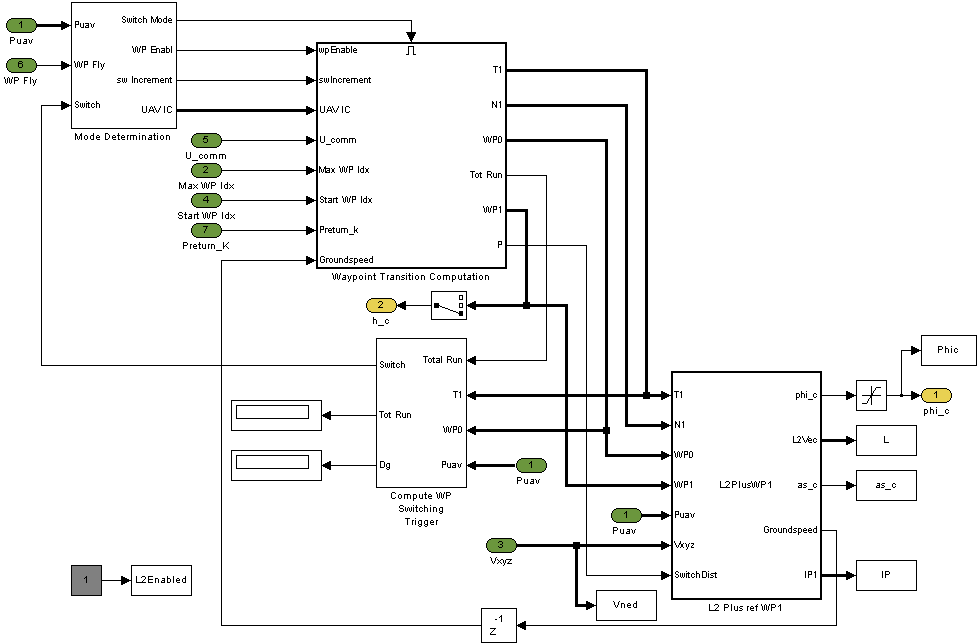 1
Puav
6
WP Fly
Puav
WP Fly
Switch
Switch Mode
WP Enabl
sw Increment
UAV IC
Mode Determination
5
U_comm
2
Max WP Idx
4
Start WP Idx
7
Preturn_K
wpEnable
swIncrement
UAV IC
U_comm
Max WP Idx
Start WP Idx
Preturn_k
Groundspeed
T1
N1
WP0
Tot Run
WP1
P
Waypoint Transition Computation
2
h_c
Switch
Tot Run
Dg
Total Run
T1
WP0
Puav
Compute WP
Switching
Trigger
1
Puav
3
Vxyz
1
Puav
T1
N1
WP0
WP1
Puav
Vxyz
SwitchDist
L2PlusWP1
phi_c
L2Vec
as_c
Groundspeed
IP1
L2 Plus ref WP1
Phic
1
phi_c
L
as_c
IP
Vned
1
L2Enabled
-1
Z